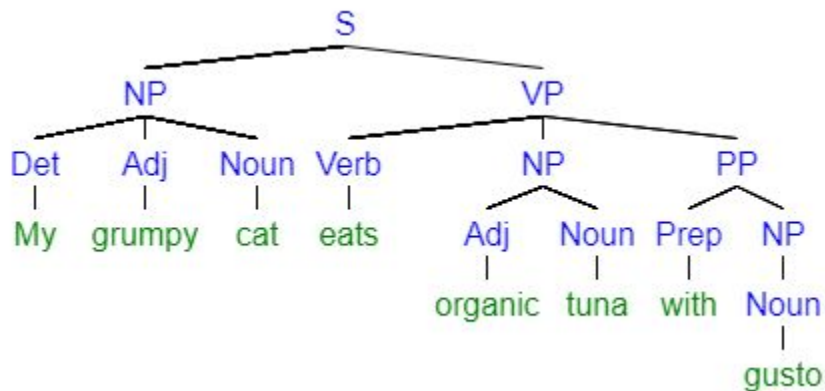 S
NP VP
Det Adj Noun Verb NP PP
My grumpy cat eats Adj Noun Prep NP
organic tuna with Noun
gusto